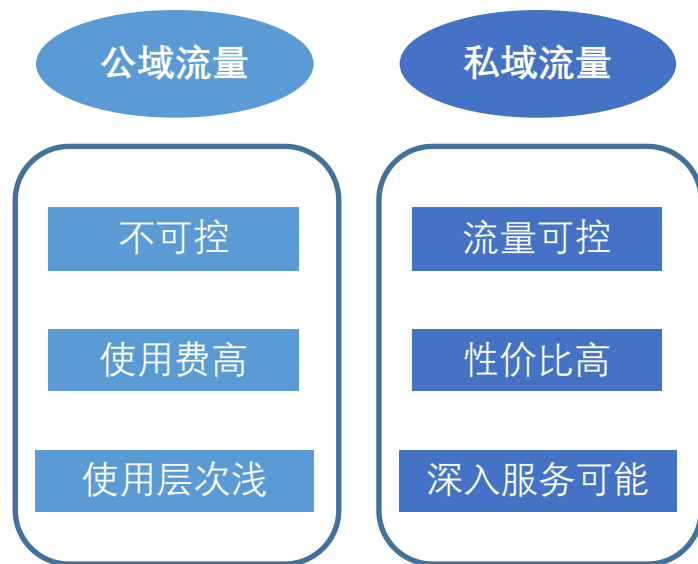 公域流量
不可控
使用费高
使用层次浅
私域流量
流量可控
性价比高
深入服务可能